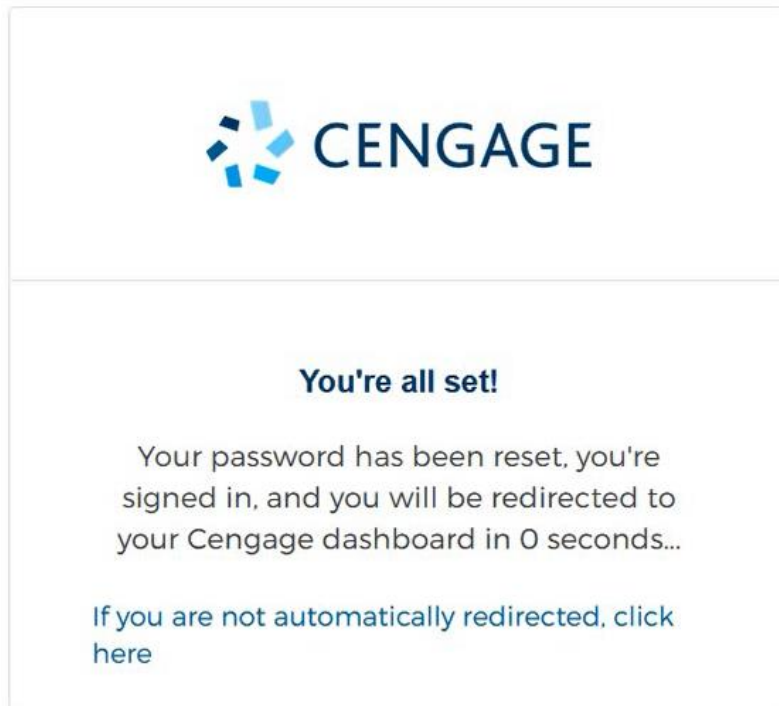 CENGAGE
You're all set!
Your password has been reset, you're
signed in, and you will be redirected to
your Cengage dashboard in 0 seconds...
If you are not automatically redirected, click
here